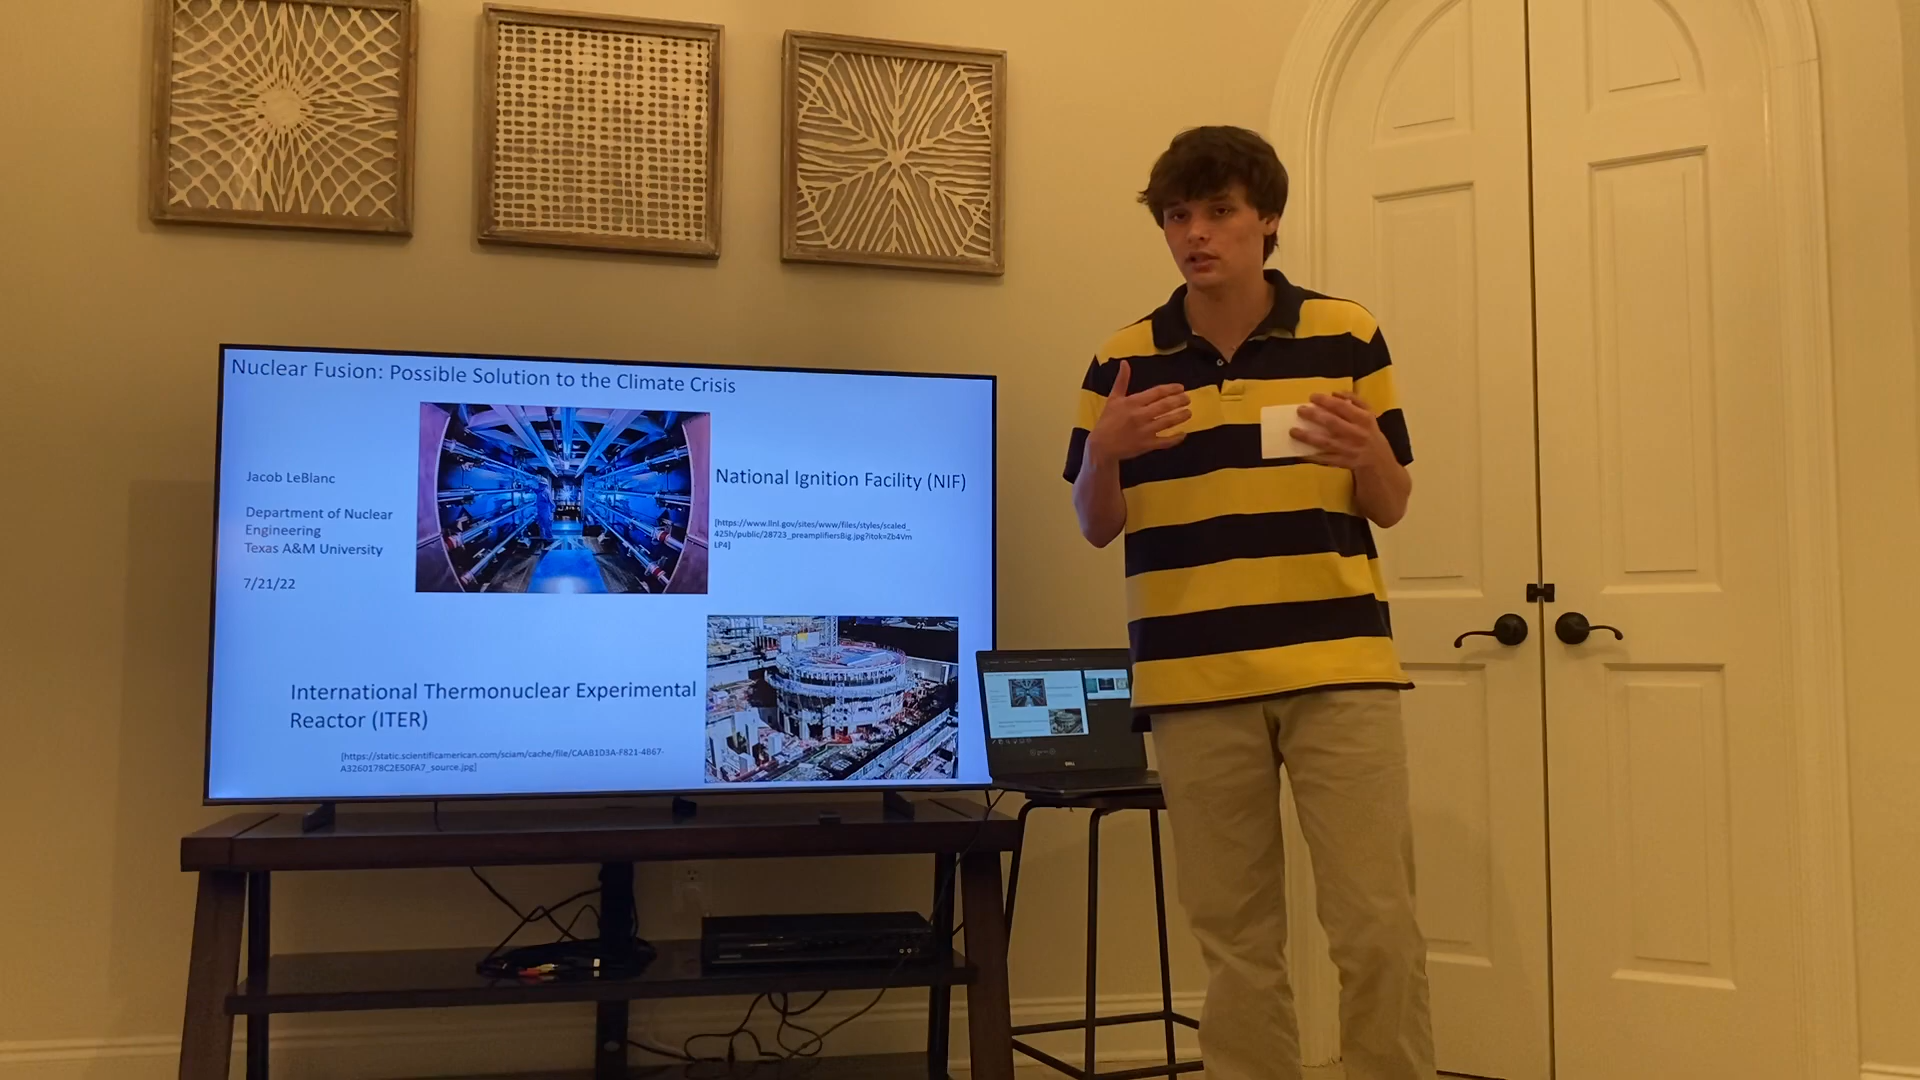 Nuclear Fusion: Possible Solution to the Climate Crisis
Jacob LeBlanc
Department of Nuclear
Engineering
Texas A&M University
7/21/22
National Ignition Facility (NIF)
[https://www.llnl.gov/sites/www/files/styles/scaled_
425h/public/28723_preamplifiersBig.jpg?itok=Zb4Vm
LP4]
International Thermonuclear Experimental
Reactor (ITER)
[https://static.scientificamerican.com/sciam/cache/file/CAAB1D3A-F821-4B67-
A3260178C2E50FA7_source.jpg]
DELL